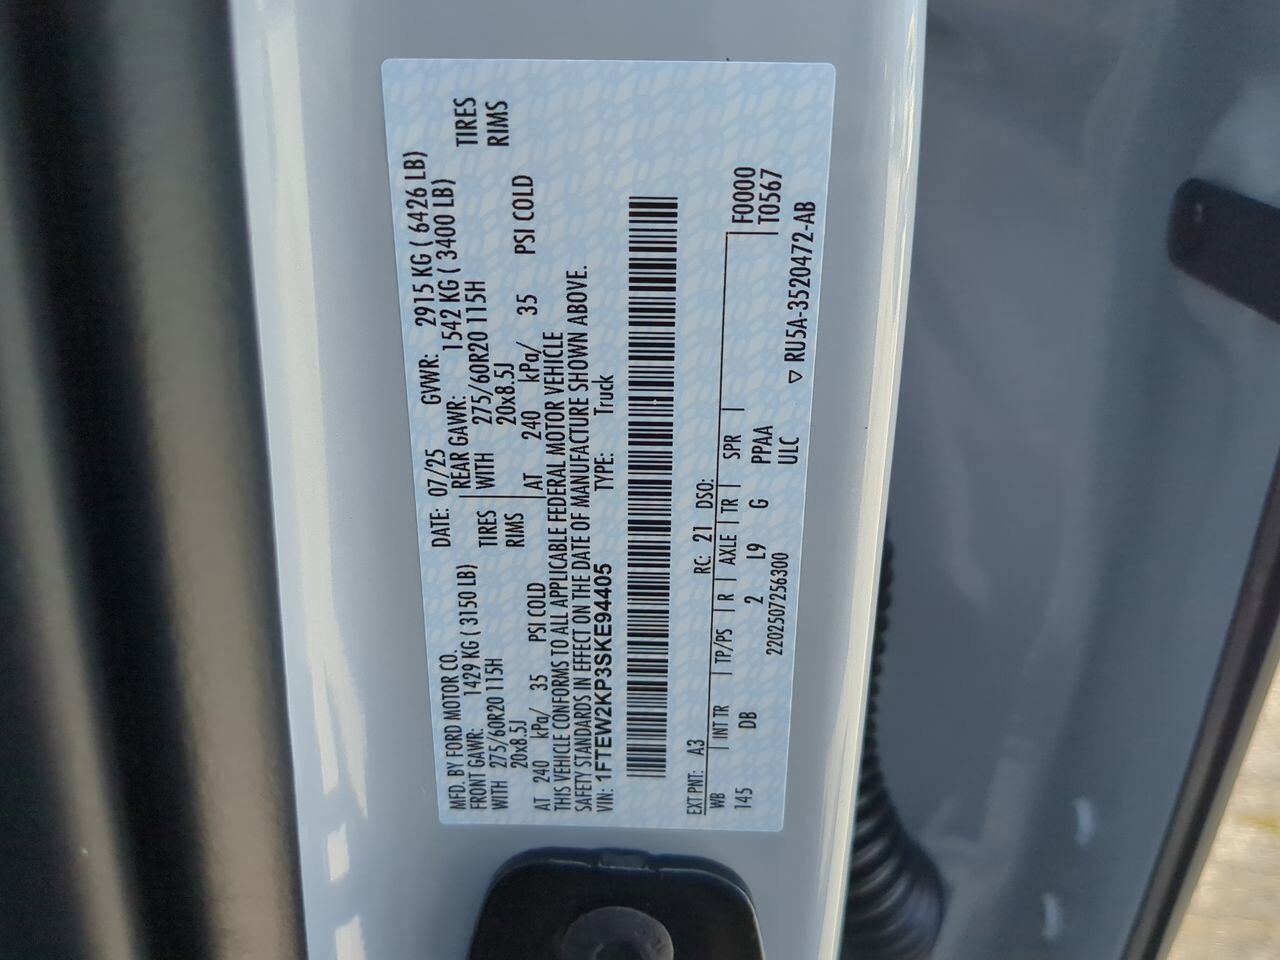 MFD. BY FORD MOTOR CO.
DATE: 07/25 GVWR: 2915 KG ( 6426 LB)
FRONT GAWR: 1429 KG ( 3150 LB) REAR GAWR: 1542 KG ( 3400 LB)
WITH 275/60R20 115H TIRES WITH 275/60R20 115H TIRES
20x8.5J RIMS 20x8.5J RIMS
AT 240 kPa/ 35 PSI COLD AT 240 kPa/ 35 PSI COLD
THIS VEHICLE CONFORMS TO ALL APPLICABLE FEDERAL MOTOR VEHICLE
SAFETY STANDARDS IN EFFECT ON THE DATE OF MANUFACTURE SHOWN ABOVE.
VIN: 1FTEW2KP3SKE94405 TYPE: Truck
EXT PNT: A3 RC: 21 DSO:
WB INT TR TP/PS R AXLE TR SPR F0000
145 DB 2 L9 G PPAA T0567
2202507256300 ULC
▽ RU5A-3520472-AB